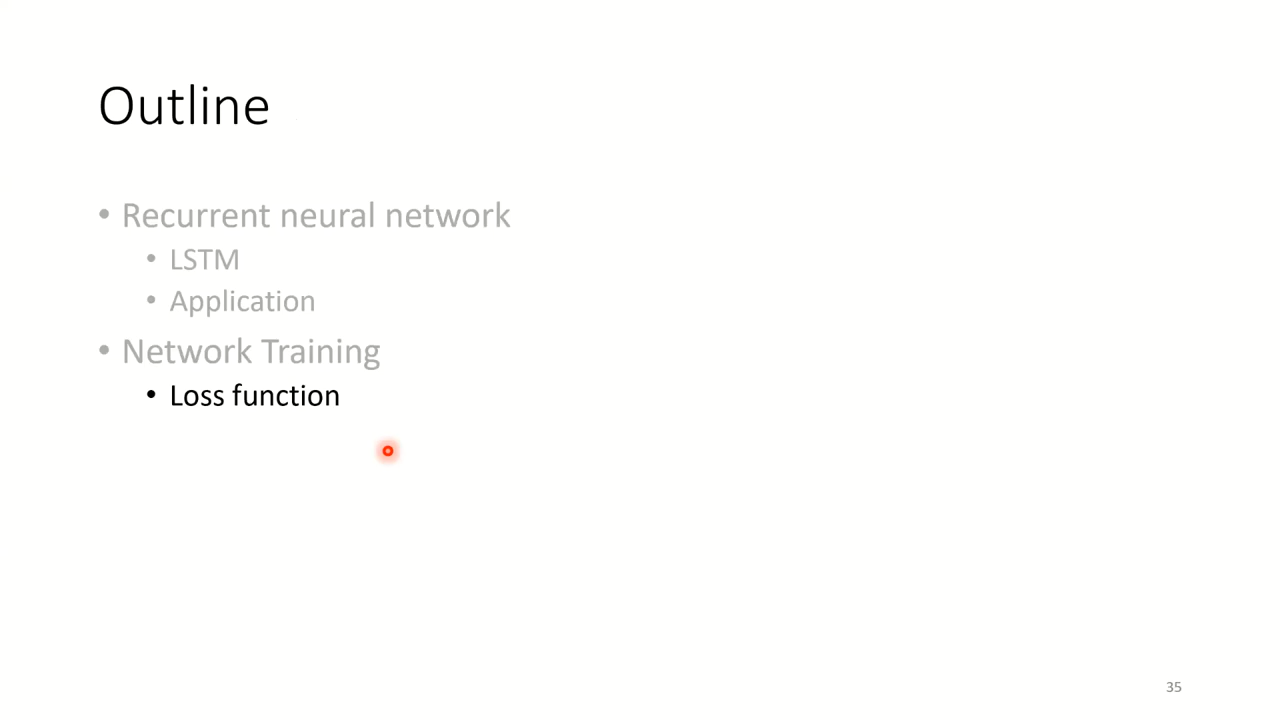 Outline
• Recurrent neural network
• LSTM
• Application
• Network Training
• Loss function
35